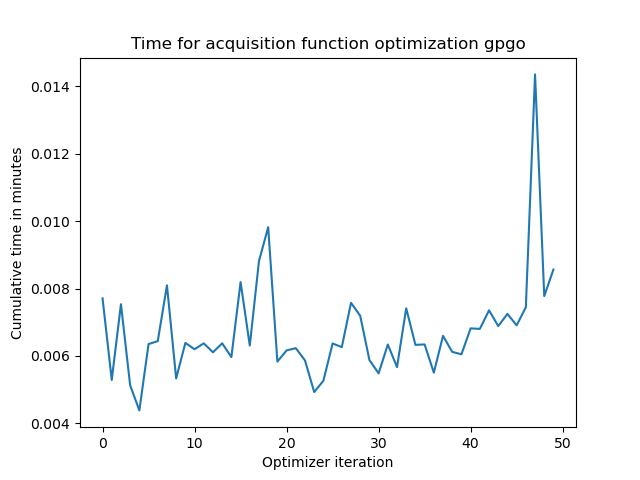 Time for acquisition function optimization gpgo
Cumulative time in minutes
0.014
0.012
0.010
0.008
0.006
0.004
0 10 20 30 40 50
Optimizer iteration